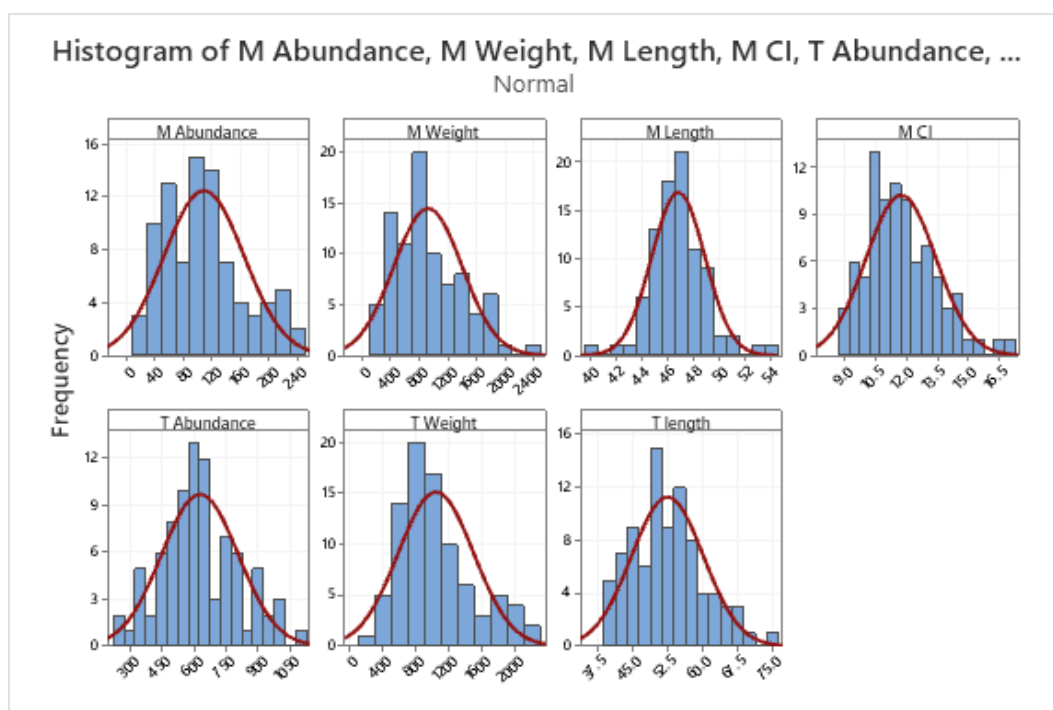 Histogram of M Abundance, M Weight, M Length, M CI, T Abundance, ...
Normal
M Abundance M Weight M Length M CI
16 12 8 4 0
20 15 10 5 0
20 15 10 5 0
12 9 6 3 0
0 40 80 120 160 200 240
0 400 800 1200 1600 2000 2400
40 42 44 46 48 50 52 54
9.0 10.5 12.0 13.5 15.0 16.5
Frequency
T Abundance T Weight T length
12 9 6 3 0
20 15 10 5 0
16 12 8 4 0
300 450 600 750 900 1050
0 400 800 1200 1600 2000
37.5 45.0 52.5 60.0 67.5 75.0